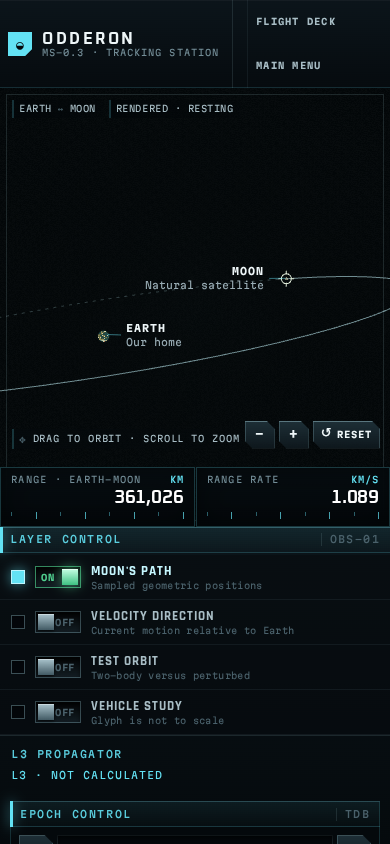 ODDERON
MS-0.3 · TRACKING STATION
FLIGHT DECK
MAIN MENU
EARTH ↔ MOON
RENDERED · RESTING
MOON
Natural satellite
EARTH
Our home
DRAG TO ORBIT · SCROLL TO ZOOM
−
+
↺ RESET
RANGE · EARTH-MOON KM
361,026
RANGE RATE KM/S
1.089
LAYER CONTROL
OBS-01
ON
MOON'S PATH
Sampled geometric positions
OFF
VELOCITY DIRECTION
Current motion relative to Earth
OFF
TEST ORBIT
Two-body versus perturbed
OFF
VEHICLE STUDY
Glyph is not to scale
L3 PROPAGATOR
L3 · NOT CALCULATED
EPOCH CONTROL
TDB